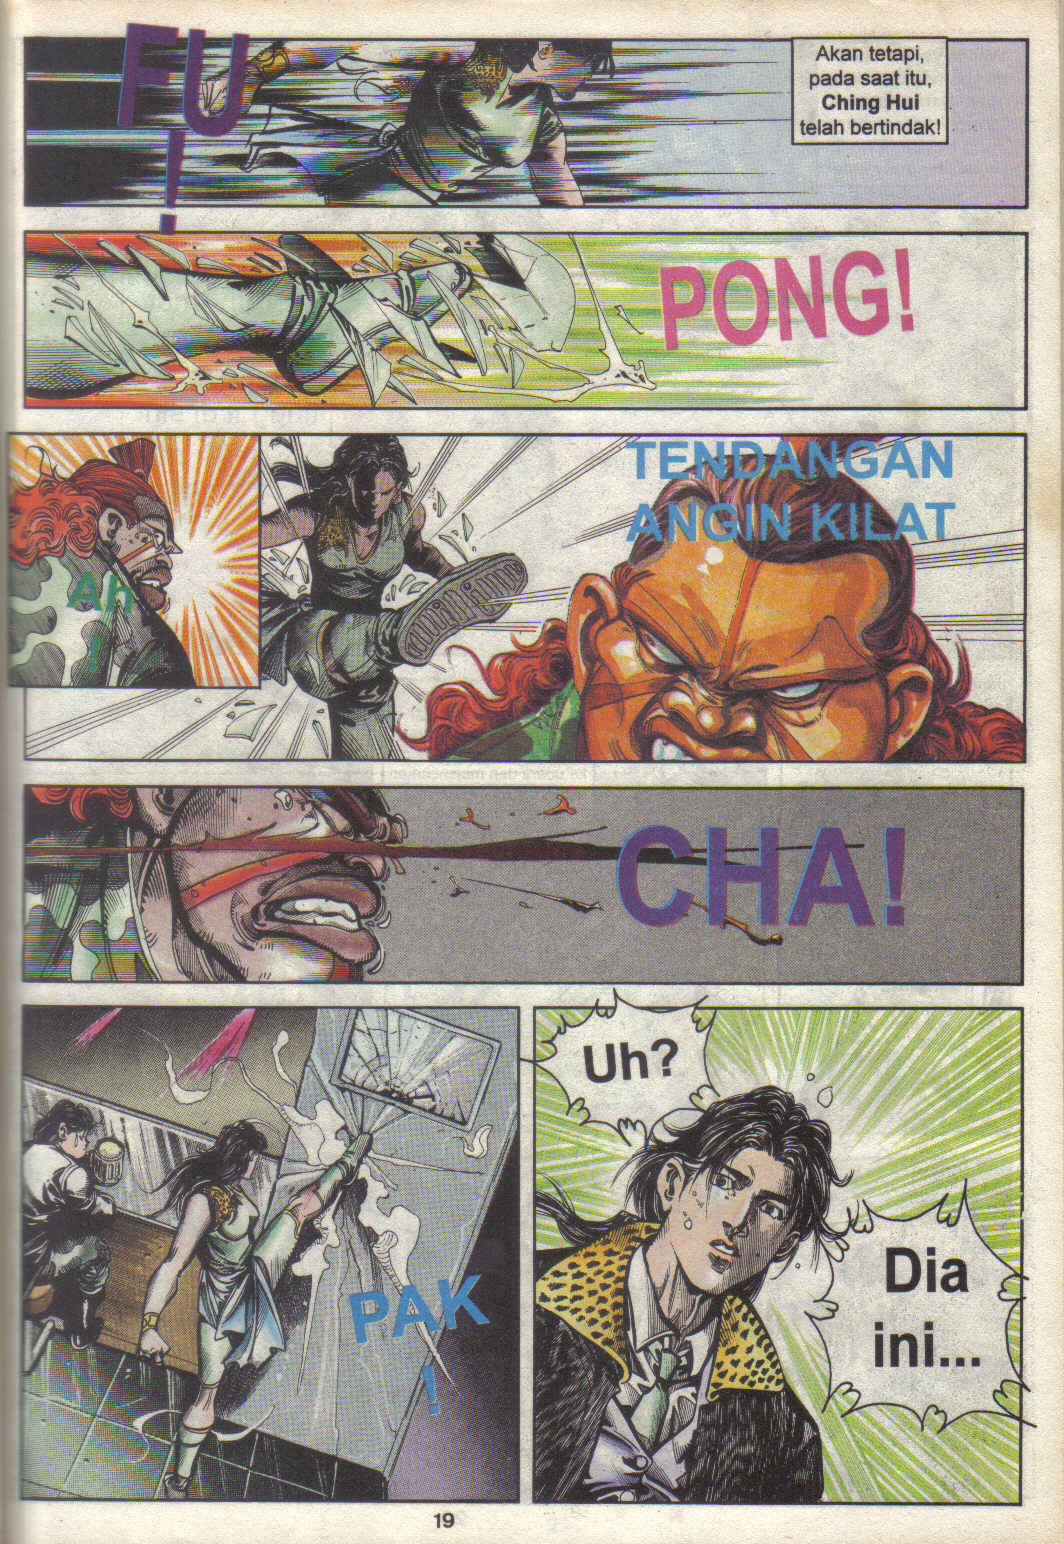 FU
!
Akan tetapi,
pada saat itu,
Ching Hui
telah bertindak!
PONG!
Ah
!
TENDANGAN
ANGIN KILAT
CHA!
PAK
!
Uh?
Dia
ini...
19